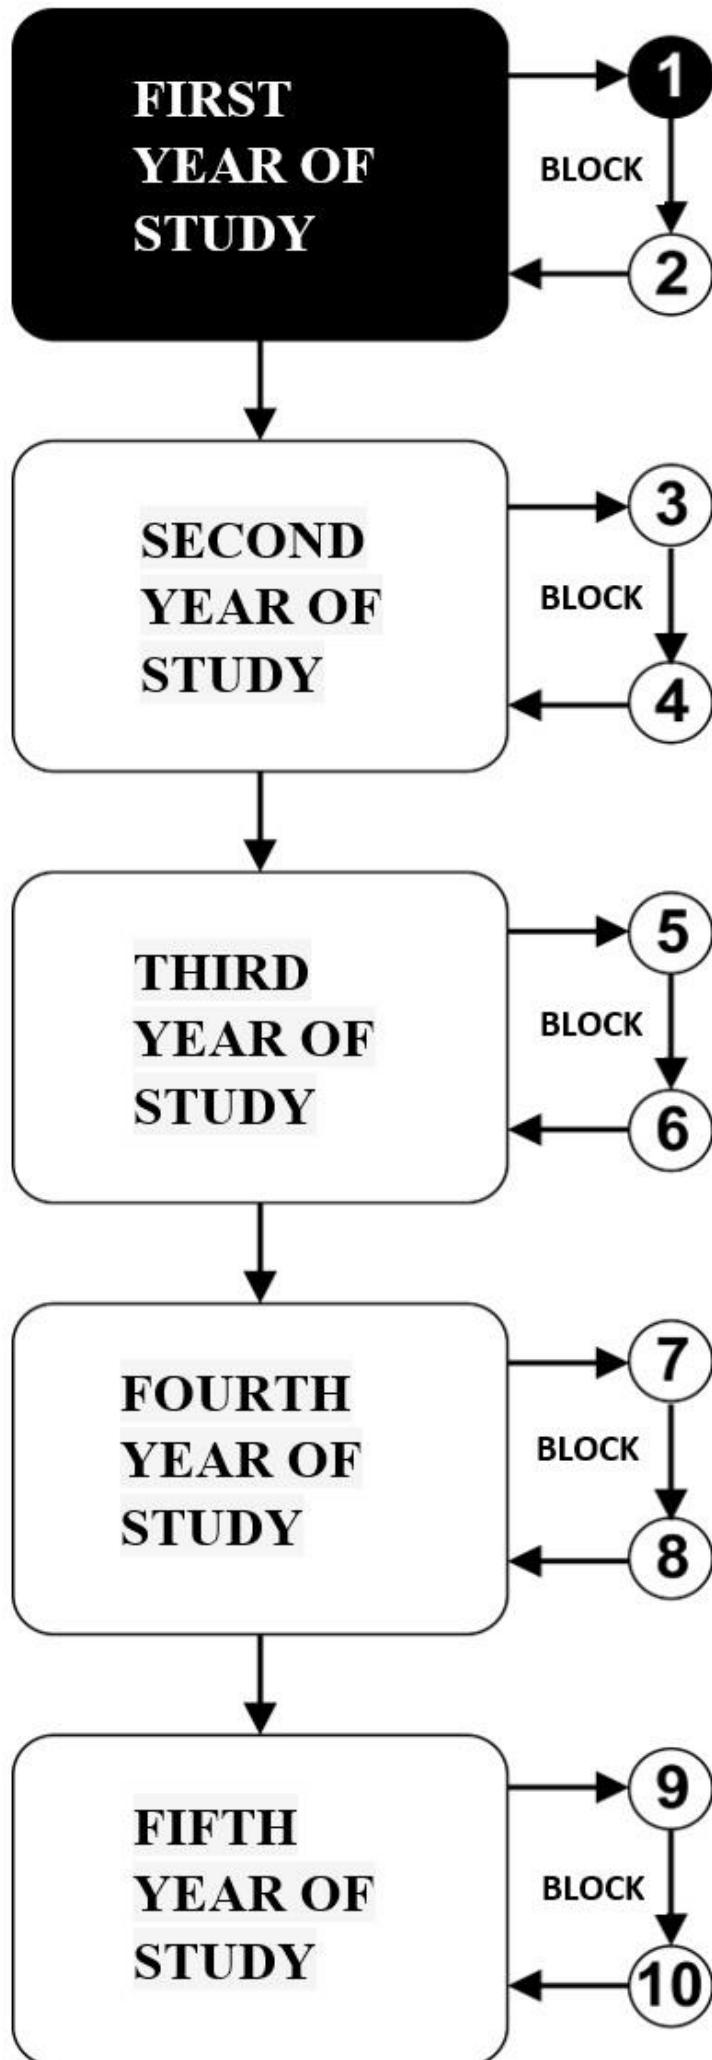 FIRST
YEAR OF
STUDY
1
BLOCK
2
SECOND
YEAR OF
STUDY
3
BLOCK
4
THIRD
YEAR OF
STUDY
5
BLOCK
6
FOURTH
YEAR OF
STUDY
7
BLOCK
8
FIFTH
YEAR OF
STUDY
9
BLOCK
10